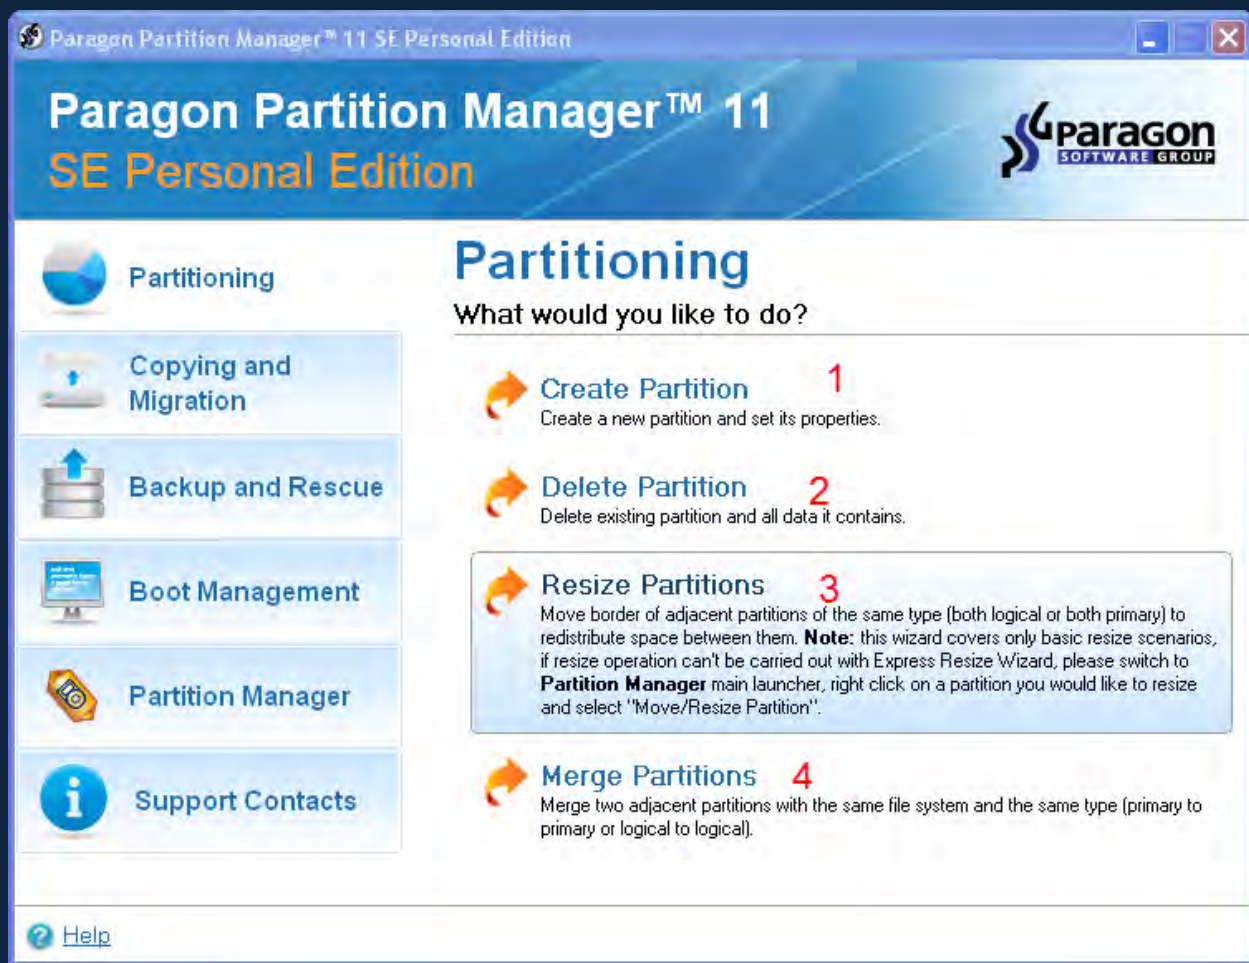 Paragon Partition Manager™ 11 SE Personal Edition
Paragon Partition Manager™ 11
SE Personal Edition
paragon
SOFTWARE GROUP
Partitioning
Copying and
Migration
Backup and Rescue
Boot Management
Partition Manager
Support Contacts
Partitioning
What would you like to do?
Create Partition 1
Create a new partition and set its properties.
Delete Partition 2
Delete existing partition and all data it contains.
Resize Partitions 3
Move border of adjacent partitions of the same type (both logical or both primary) to
redistribute space between them. Note: this wizard covers only basic resize scenarios,
if resize operation can't be carried out with Express Resize Wizard, please switch to
Partition Manager main launcher, right click on a partition you would like to resize
and select "Move/Resize Partition".
Merge Partitions 4
Merge two adjacent partitions with the same file system and the same type (primary to
primary or logical to logical).
Help